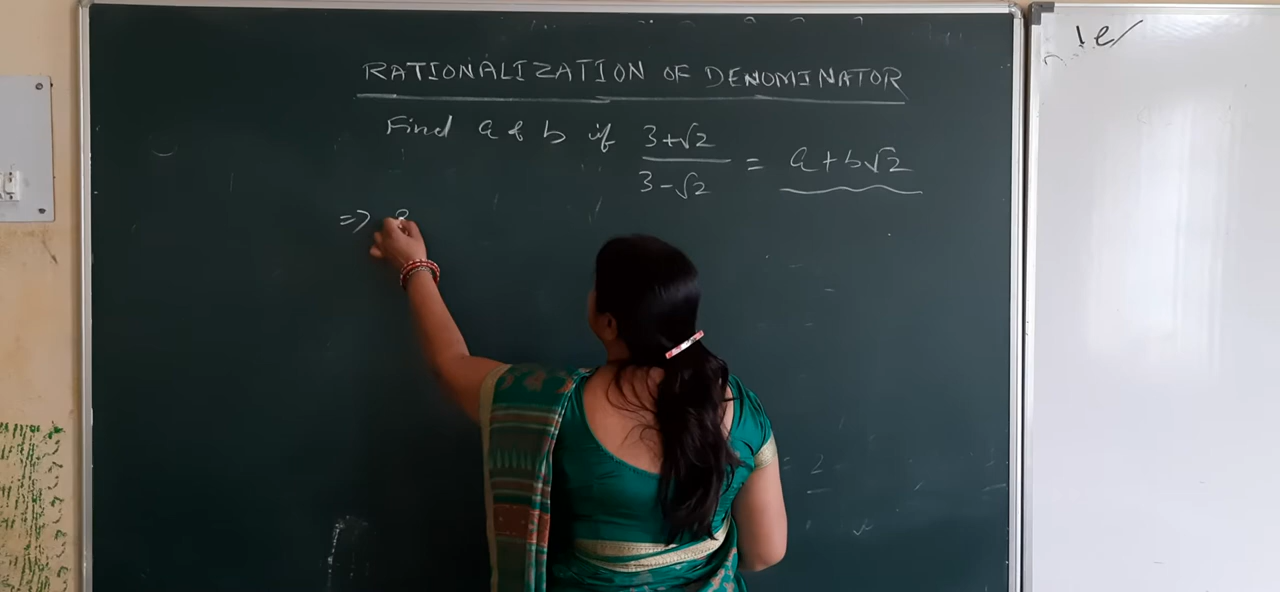 RATIONALIZATION OF DENOMINATOR
Find a & b if 3+√2 / 3-√2 = a+b√2
=>